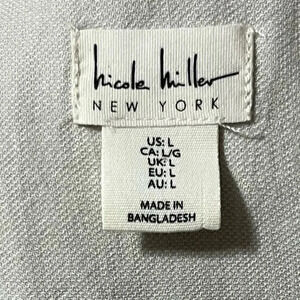 nicole miller
NEW YORK
US: L
CA: L/G
UK: L
EU: L
AU: L
MADE IN
BANGLADESH